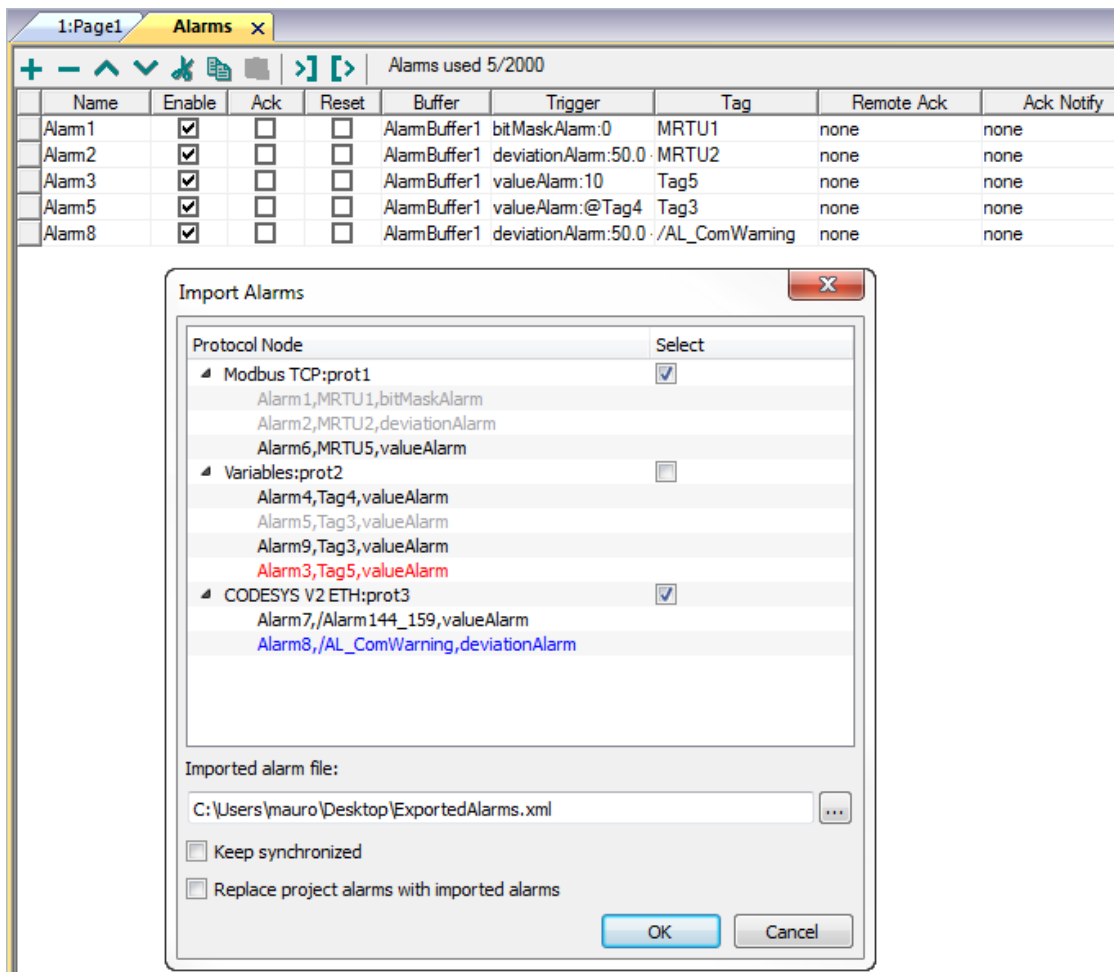 1:Page1 Alarms
Alarms used 5/2000
Name Enable Ack Reset Buffer Trigger Tag Remote Ack Ack Notify
Alarm1 AlarmBuffer1 bitMaskAlarm:0 MRTU1 none none
Alarm2 AlarmBuffer1 deviationAlarm:50.0 - MRTU2 none none
Alarm3 AlarmBuffer1 valueAlarm:10 Tag5 none none
Alarm5 AlarmBuffer1 valueAlarm:@Tag4 Tag3 none none
Alarm8 AlarmBuffer1 deviationAlarm:50.0 - /AL_ComWarning none none
Import Alarms
Protocol Node Select
Modbus TCP:prot1
Alarm1,MRTU1,bitMaskAlarm
Alarm2,MRTU2,deviationAlarm
Alarm6,MRTU5,valueAlarm
Variables:prot2
Alarm4,Tag4,valueAlarm
Alarm5,Tag3,valueAlarm
Alarm9,Tag3,valueAlarm
Alarm3,Tag5,valueAlarm
CODESYS V2 ETH:prot3
Alarm7,/Alarm144_159,valueAlarm
Alarm8,/AL_ComWarning,deviationAlarm
Imported alarm file:
C:\Users\mauro\Desktop\ExportedAlarms.xml ...
Keep synchronized
Replace project alarms with imported alarms
OK Cancel